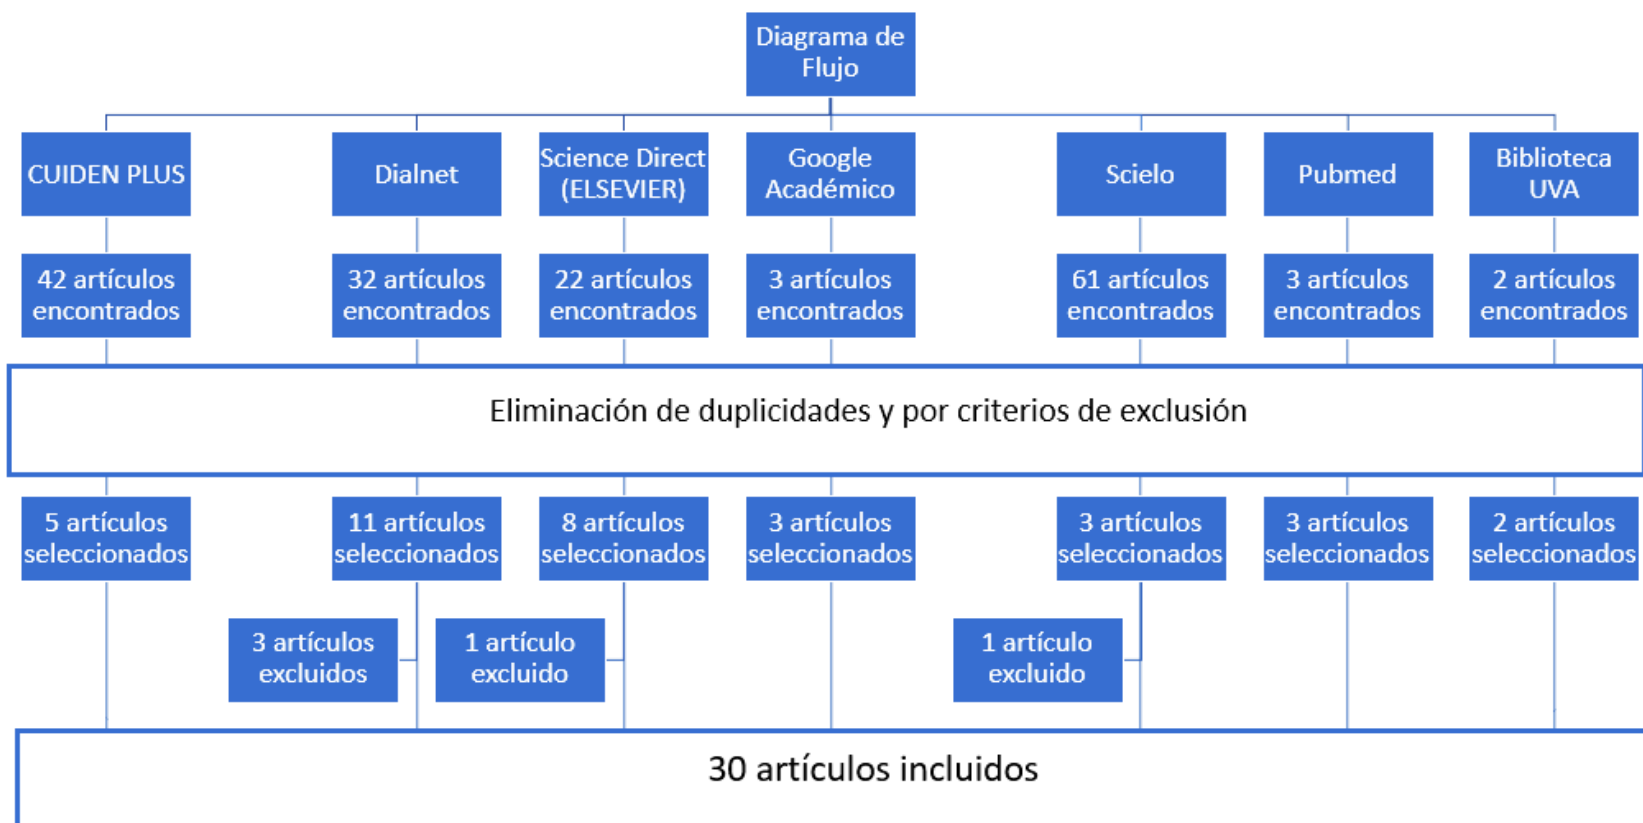 Diagrama de
Flujo
CUIDEN PLUS
Dialnet
Science Direct
(ELSEVIER)
Google
Académico
Scielo
Pubmed
Biblioteca
UVA
42 artículos
encontrados
32 artículos
encontrados
22 artículos
encontrados
3 artículos
encontrados
61 artículos
encontrados
3 artículos
encontrados
2 artículos
encontrados
Eliminación de duplicidades y por criterios de exclusión
5 artículos
seleccionados
11 artículos
seleccionados
8 artículos
seleccionados
3 artículos
seleccionados
3 artículos
seleccionados
3 artículos
seleccionados
2 artículos
seleccionados
3 artículos
excluidos
1 artículo
excluido
1 artículo
excluido
30 artículos incluidos